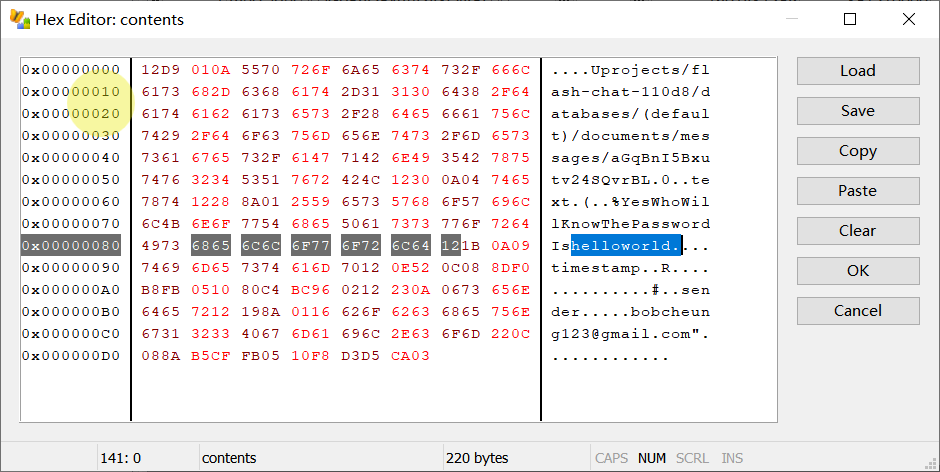 Hex Editor: contents
0x00000000 12D9 010A 5570 726F 6A65 6374 732F 666C ....Uprojects/fl
0x00000010 6173 682D 6368 6174 2D31 3130 6438 2F64 ash-chat-110d8/d
0x00000020 6174 6162 6173 6573 2F28 6465 6661 756C atabases/(defaul
0x00000030 7429 2F64 6F63 756D 656E 7473 2F6D 6573 t)/documents/mes
0x00000040 7361 6765 732F 6147 7142 6E49 3542 7875 sages/aGqBnI5Bxu
0x00000050 7476 3234 5351 7672 424C 1230 0A04 7465 tv24SQvrBL.0..te
0x00000060 7874 1228 8A01 2559 6573 5768 6F57 696C xt.(..%YesWhoWil
0x00000070 6C4B 6E6F 7754 6865 5061 7373 776F 7264 lKnowThePassword
0x00000080 4973 6865 6C6C 6F77 6F72 6C64 121B 0A09 Ishelloworld....
0x00000090 7469 6D65 7374 616D 7012 0E52 0C08 8DF0 timestamp..R....
0x000000A0 B8FB 0510 80C4 BC96 0212 230A 0673 656E ..........#..sen
0x000000B0 6465 7212 198A 0116 626F 6263 6865 756E der.....bobcheun
0x000000C0 6731 3233 4067 6D61 696C 2E63 6F6D 220C g123@gmail.com".
0x000000D0 088A B5CF FB05 10F8 D3D5 CA03 ............
Load
Save
Copy
Paste
Clear
OK
Cancel
141: 0 contents 220 bytes CAPS NUM SCRL INS